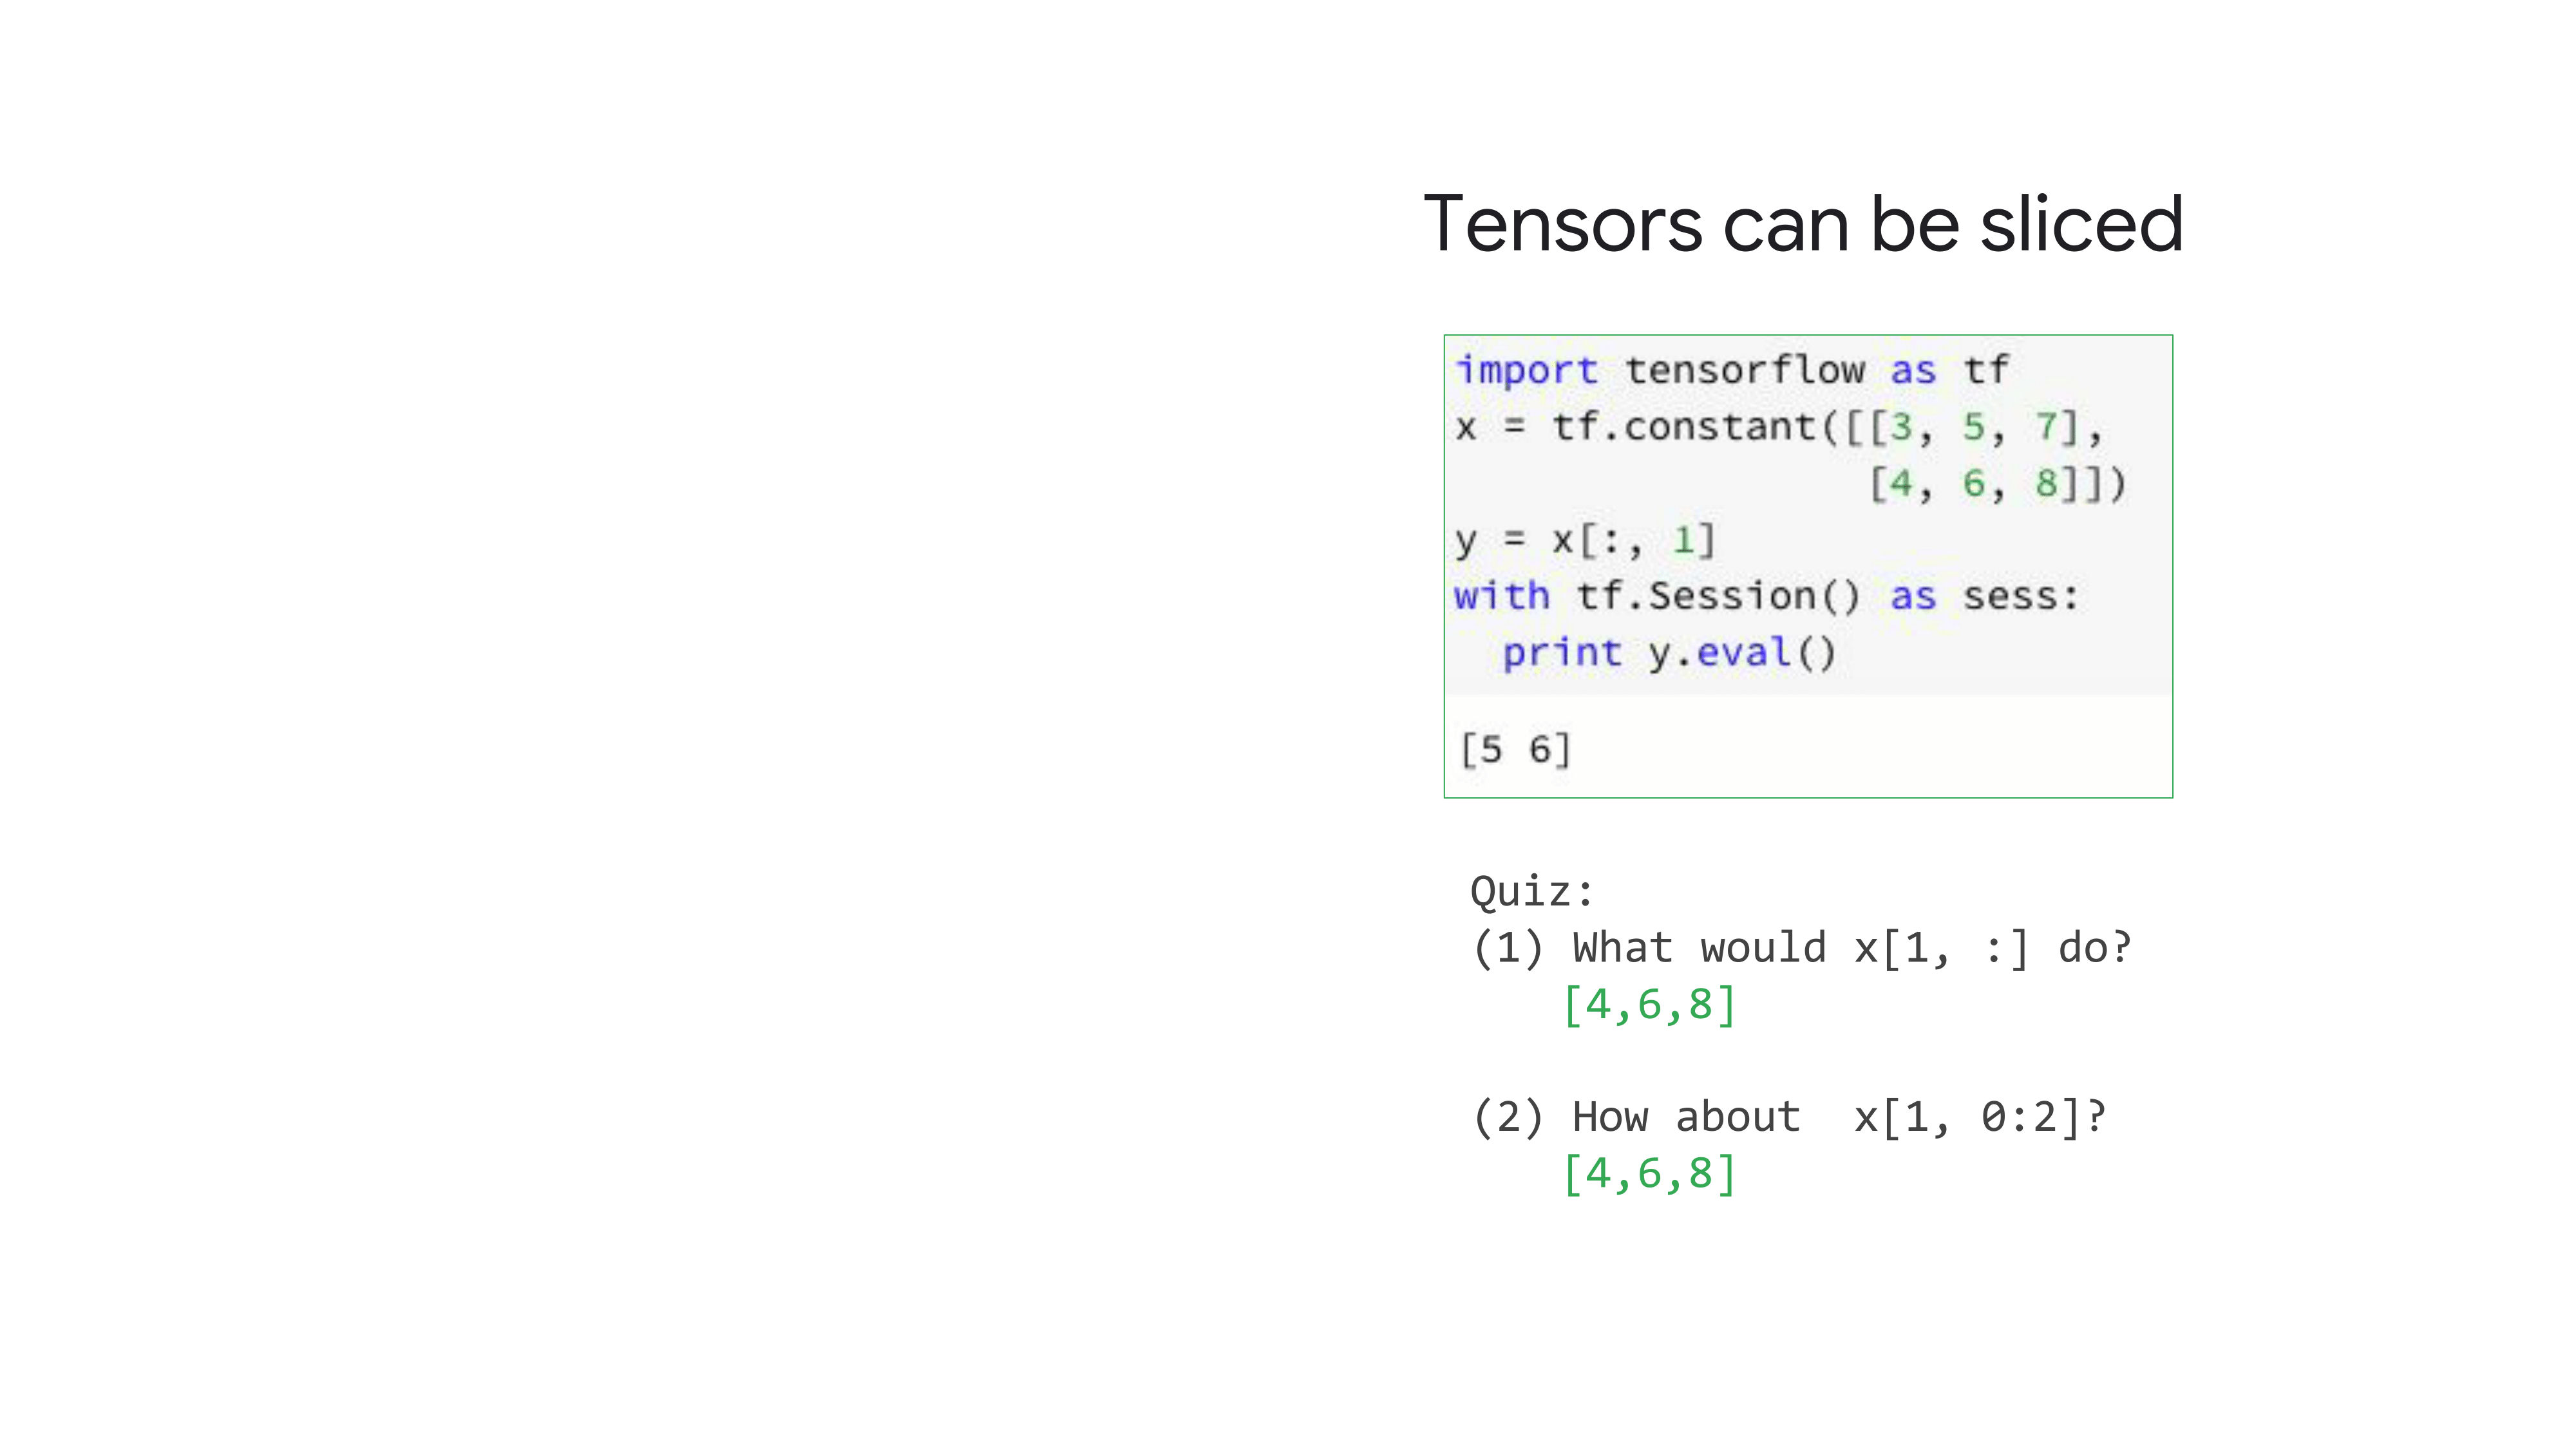 Tensors can be sliced
import tensorflow as tf
x = tf.constant([[3, 5, 7],
                 [4, 6, 8]])
y = x[:, 1]
with tf.Session() as sess:
  print y.eval()
[5 6]
Quiz:
(1) What would x[1, :] do?
[4,6,8]
(2) How about  x[1, 0:2]?
[4,6,8]